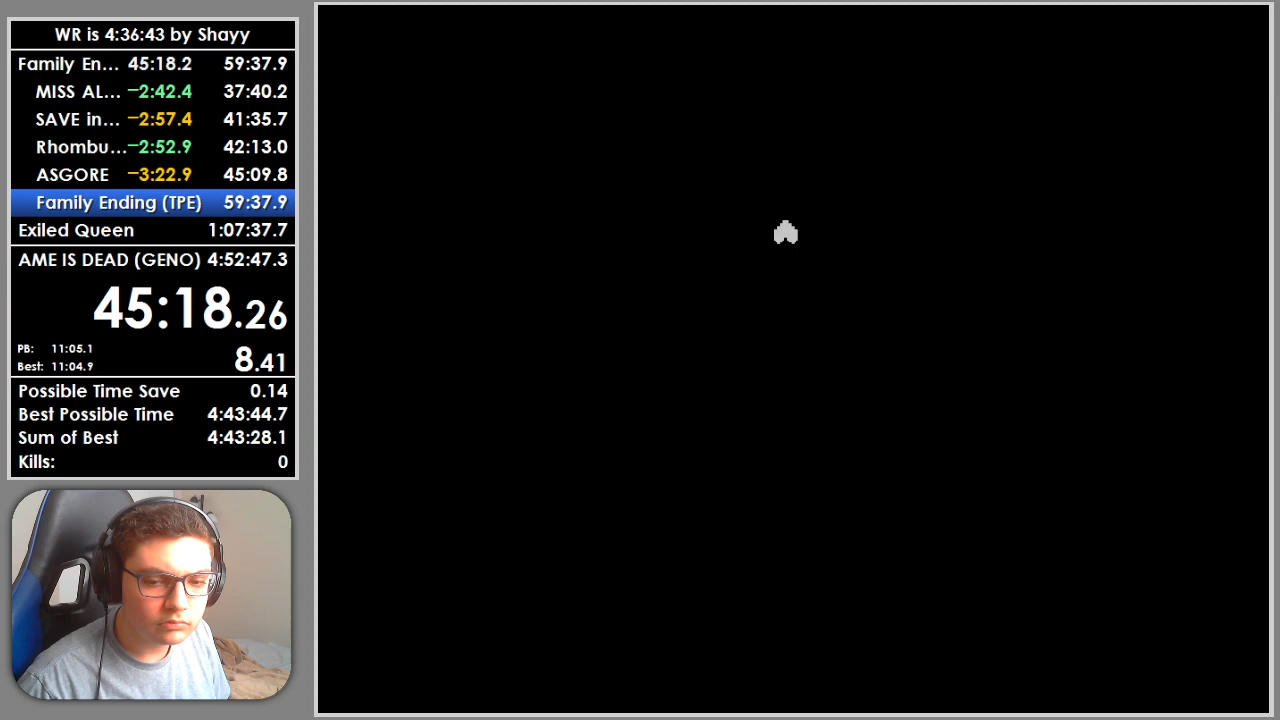 WR is 4:36:43 by Shayy
Family En... 45:18.2 59:37.9
MISS AL... −2:42.4 37:40.2
SAVE in... −2:57.4 41:35.7
Rhombu... −2:52.9 42:13.0
ASGORE −3:22.9 45:09.8
Family Ending (TPE) 59:37.9
Exiled Queen 1:07:37.7
AME IS DEAD (GENO) 4:52:47.3
45:18.26
PB: 11:05.1
Best: 11:04.9
8.41
Possible Time Save 0.14
Best Possible Time 4:43:44.7
Sum of Best 4:43:28.1
Kills: 0